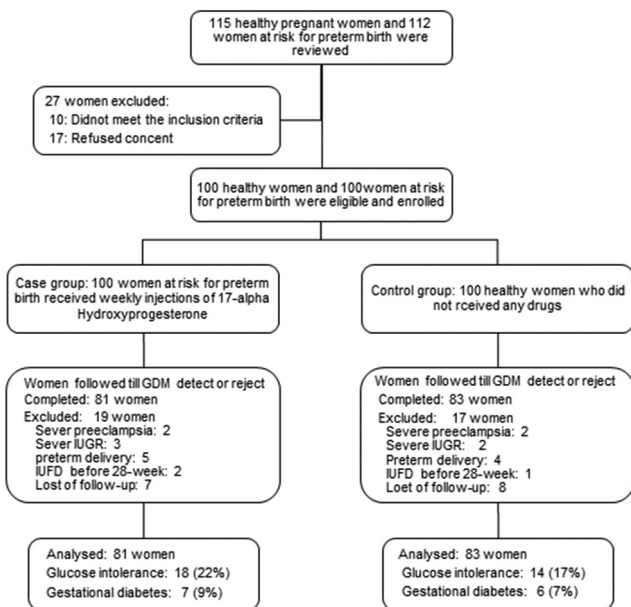 115 healthy pregnant women and 112
women at risk for preterm birth were
reviewed
27 women excluded:
10: Didnot meet the inclusion criteria
17: Refused concent
100 healthy women and 100women at risk
for preterm birth were eligible and enrolled
Case group: 100 women at risk for preterm
birth received weekly injections of 17-alpha
Hydroxyprogesterone
Control group: 100 healthy women who did
not rceived any drugs
Women followed till GDM detect or reject
Completed: 81 women
Excluded: 19 women
Sever preeclampsia: 2
Sever IUGR: 3
preterm delivery: 5
IUFD before 28-week: 2
Lost of follow-up: 7
Women followed till GDM detect or reject
Completed: 83 women
Excluded: 17 women
Severe preeclampsia: 2
Severe IUGR: 2
Preterm delivery: 4
IUFD before 28-week: 1
Loet of follow-up: 8
Analysed: 81 women
Glucose intolerance: 18 (22%)
Gestational diabetes: 7 (9%)
Analysed: 83 women
Glucose intolerance: 14 (17%)
Gestational diabetes: 6 (7%)